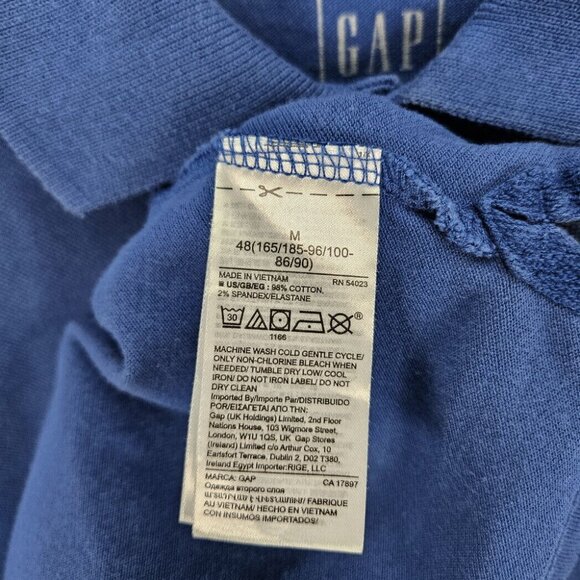 GAP
M
48(165/185-96/100-
86/90)
MADE IN VIETNAM RN 54023
US/GB/EG : 98% COTTON.
2% SPANDEX/ELASTANE
30
1166
MACHINE WASH COLD GENTLE CYCLE/
ONLY NON-CHLORINE BLEACH WHEN
NEEDED/ TUMBLE DRY LOW/ COOL
IRON/ DO NOT IRON LABEL/ DO NOT
DRY CLEAN
Imported By/Importe Par/DISTRIBUIDO
POR/ΕΙΣΑΓΕΤΑΙ ΑΠΟ ΤΗΝ:
Gap (UK Holdings) Limited, 2nd Floor
Nations House, 103 Wigmore Street,
London, W1U 1QS, UK Gap Stores
(Ireland) Limited c/o Arthur Cox, 10
Earlsfort Terrace, Dublin 2, D02 T380,
Ireland Egypt Importer:RIGE, LLC
MARCA: GAP CA 17897
Одежда второго слоя
FABRIQUE
AU VIETNAM/ HECHO EN VIETNAM
CON INSUMOS IMPORTADOS/